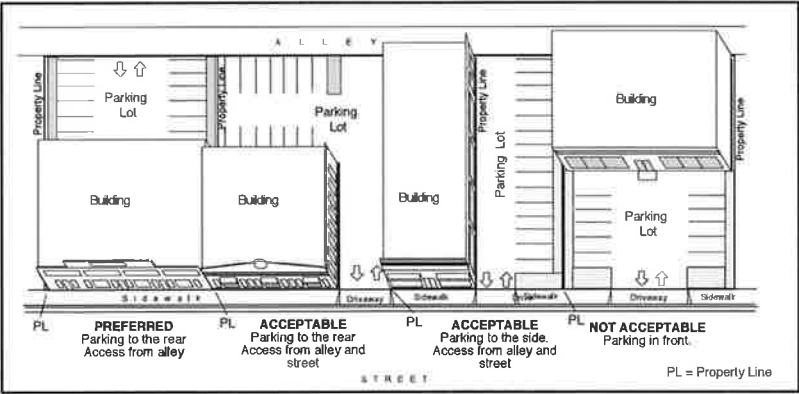 A L L E Y
Property Line
Parking
Lot
Property Line
Parking
Lot
Property Line
Parking Lot
Building
Property Line
Building
Building
Building
Parking
Lot
Sidewalk
Driveway
Sidewalk
Sidewalk
Driveway
Sidewalk
PL
PL
PL
PL
PREFERRED
Parking to the rear
Access from alley
ACCEPTABLE
Parking to the rear
Access from alley and
street
ACCEPTABLE
Parking to the side.
Access from alley and
street
NOT ACCEPTABLE
Parking in front.
PL = Property Line
S T R E E T